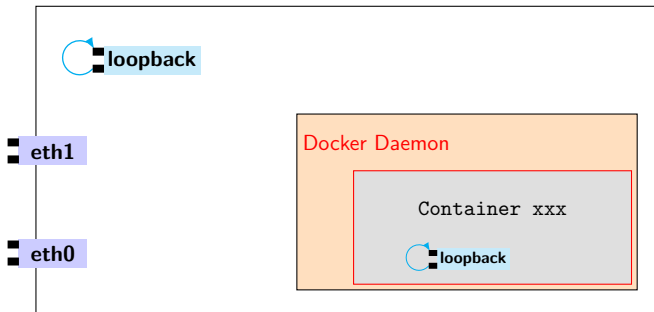 loopback
eth1
Docker Daemon
Container xxx
eth0
loopback